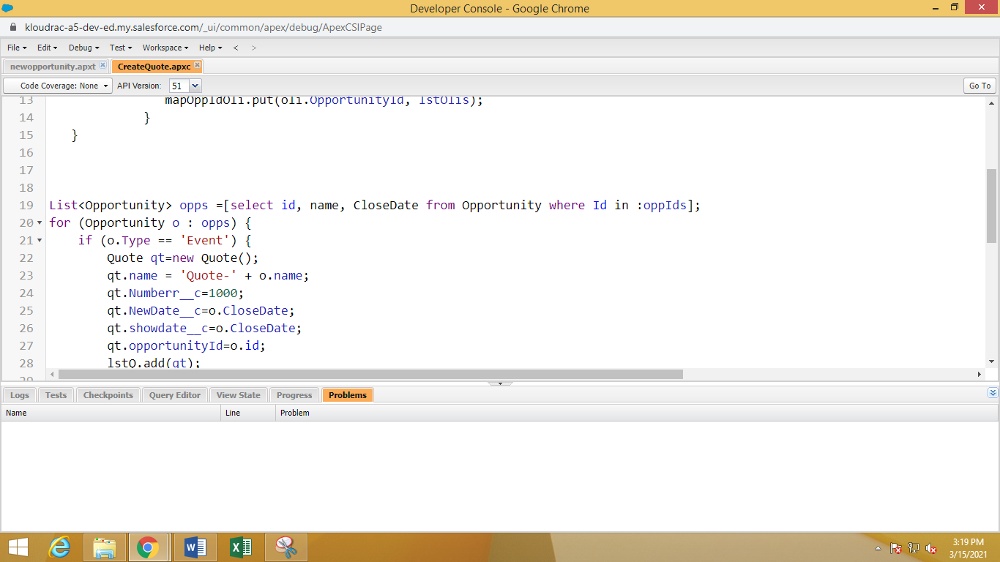 Developer Console - Google Chrome
kloudrac-a5-dev-ed.my.salesforce.com/_ui/common/apex/debug/ApexCSIPage
File Edit Debug Test Workspace Help < >
newopportunity.apxt CreateQuote.apxc
Code Coverage: None API Version: 51 Go To
13 mapOppIdOli.put(oli.OpportunityId, lstOlis);
14 }
15 }
16
17
18
19 List<Opportunity> opps =[select id, name, CloseDate from Opportunity where Id in :oppIds];
20 for (Opportunity o : opps) {
21 if (o.Type == 'Event') {
22 Quote qt=new Quote();
23 qt.name = 'Quote-' + o.name;
24 qt.Numberr__c=1000;
25 qt.NewDate__c=o.CloseDate;
26 qt.showdate__c=o.CloseDate;
27 qt.opportunityId=o.id;
28 lstQ.add(qt);
29
Logs Tests Checkpoints Query Editor View State Progress Problems
Name Line Problem
3:19 PM
3/15/2021